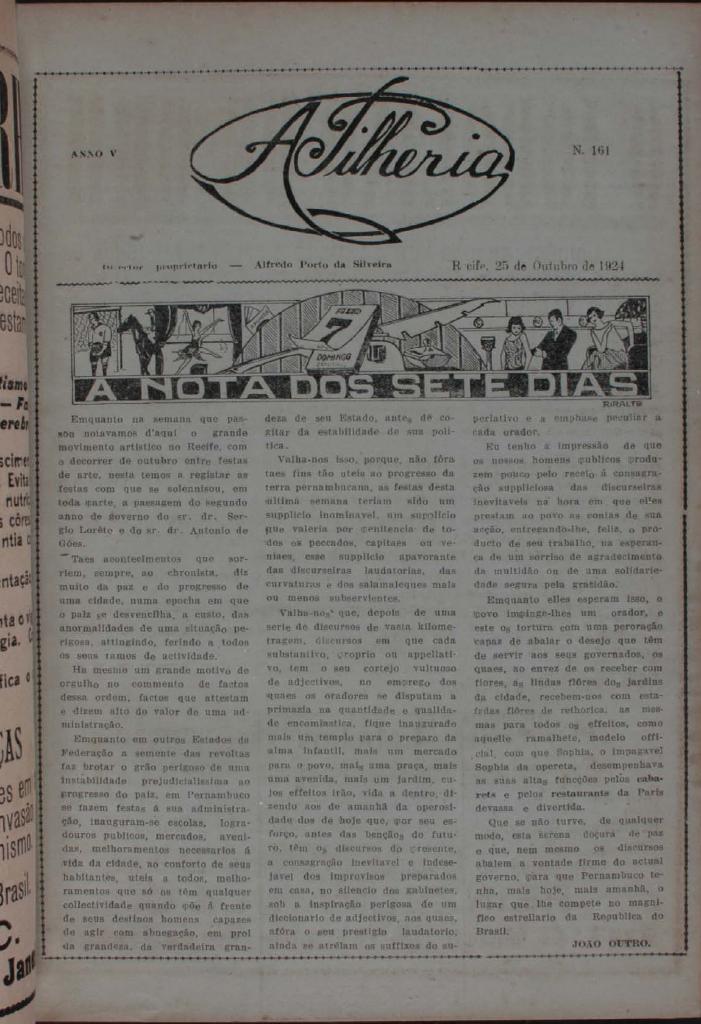 ANNO V
A Pilheria
N. 161
Director proprietario — Alfredo Porto da Silveira
Recife, 25 de Outubro de 1924
7
DOMINGO
A NOTA DOS SETE DIAS
RIRALTO
Emquanto na semana que pas-
sou notavamos d'aqui o grande
movimento artistico no Recife, com
o decorrer de outubro entre festas
de arte, nesta temos a registar as
festas com que se solennisou, em
toda parte, a passagem do segundo
anno de governo do sr. dr. Ser-
gio Loréto e do sr. dr. Antonio de
Góes.
Taes acontecimentos que sor-
riem, sempre, ao chronista, diz
muito da paz e do progresso de
uma cidade, numa epocha em que
o paiz se desvencilha, a custo, das
anormalidades de uma situação pe-
rigosa, attingindo, ferindo a todos
os seus ramos de actividade.
Ha mesmo um grande motivo de
orgulho no commento de factos
dessa ordem, factos que attestam
e dizem alto do valor de uma ad-
ministração.
Emquanto em outros Estados da
Federação a semente das revoltas
faz brotar o grão perigoso de uma
instabilidade prejudicialissima ao
progresso do paiz, em Pernambuco
se fazem festas á sua administra-
ção, inauguram-se escolas, logra-
douros publicos, mercados, aveni-
das, melhoramentos necessarios á
vida da cidade, ao conforto de seus
habitantes, uteis a todos, melho-
ramentos que só os têm qualquer
collectividade quando põe á frente
de seus destinos homens capazes
de agir com abnegação, em prol
da grandeza, da verdadeira gran-
deza de seu Estado, antes de co-
gitar da estabilidade de sua poli-
tica.
Valha-nos isso, porque, não fôra
taes fins tão uteis ao progresso da
terra pernambucana, as festas desta
ultima semana teriam sido um
supplicio inominavel, um supplicio
que valeria por penitencia de to-
dos os peccados, capitaes ou ve-
niaes, esse supplicio apavorante
das discurseiras laudatorias, das
curvaturas e dos salamaleques mais
ou menos subservientes.
Valha-nos que, depois de uma
serie de discursos de vasta kilome-
tragem, discursos em que cada
substantivo, proprio ou appellati-
vo, tem o seu cortejo vultuoso
de adjectivos, no emprego dos
quaes os oradores se disputam a
primazia na quantidade e qualida-
de encomiastica, fique inaugurado
mais um templo para o preparo da
alma infantil, mais um mercado
para o povo, mais uma praça, mais
uma avenida, mais um jardim, cu-
jos effeitos irão, vida a dentro, di-
zendo aos de amanhã da operosi-
dade dos de hoje que, por seu es-
forço, antes das benções do futu-
ro, têm os discursos do presente,
a consagração inevitavel e indese-
javel dos improvisos preparados
em casa, no silencio dos gabinetes,
sob a inspiração perigosa de um
diccionario de adjectivos, aos quaes,
afóra o seu prestigio laudatorio,
ainda se atrélam os suffixos do su-
perlativo e a emphase peculiar a
cada orador.
Eu tenho a impressão de que
os nossos homens publicos produ-
zem pouco pelo receio á consagra-
ção suppliciosa das discurseiras
inevitaveis na hora em que elles
prestam ao povo as contas de sua
acção, entregando-lhe, feliz, o pro-
ducto de seu trabalho, na esperan-
ça de um sorriso de agradecimento
da multidão ou de uma solidarie-
dade segura pela gratidão.
Emquanto elles esperam isso, o
povo impinge-lhes um orador, e
este os tortura com uma peroração
capaz de abalar o desejo que têm
de servir aos seus governados, os
quaes, ao envez de os receber com
flores, as lindas flôres dos jardins
da cidade, recebem-nos com esta-
fadas flôres de rethorica, as mes-
mas para todos os effeitos, como
aquelle ramalhete, modelo offi-
cial, com que Sophia, o impagavel
Sophia da opereta, desempenhava
as suas altas funcções pelos caba-
rets e pelos restaurants da Paris
devassa e divertida.
Que se não turve, de qualquer
modo, esta serena doçura de paz
e que, nem mesmo os discursos
abalem a vontade firme do actual
governo, para que Pernambuco te-
nha, mais hoje, mais amanhã, o
lugar que lhe compete no magni-
fico estrellario da Republica do
Brasil.
JOÃO OUTRO.